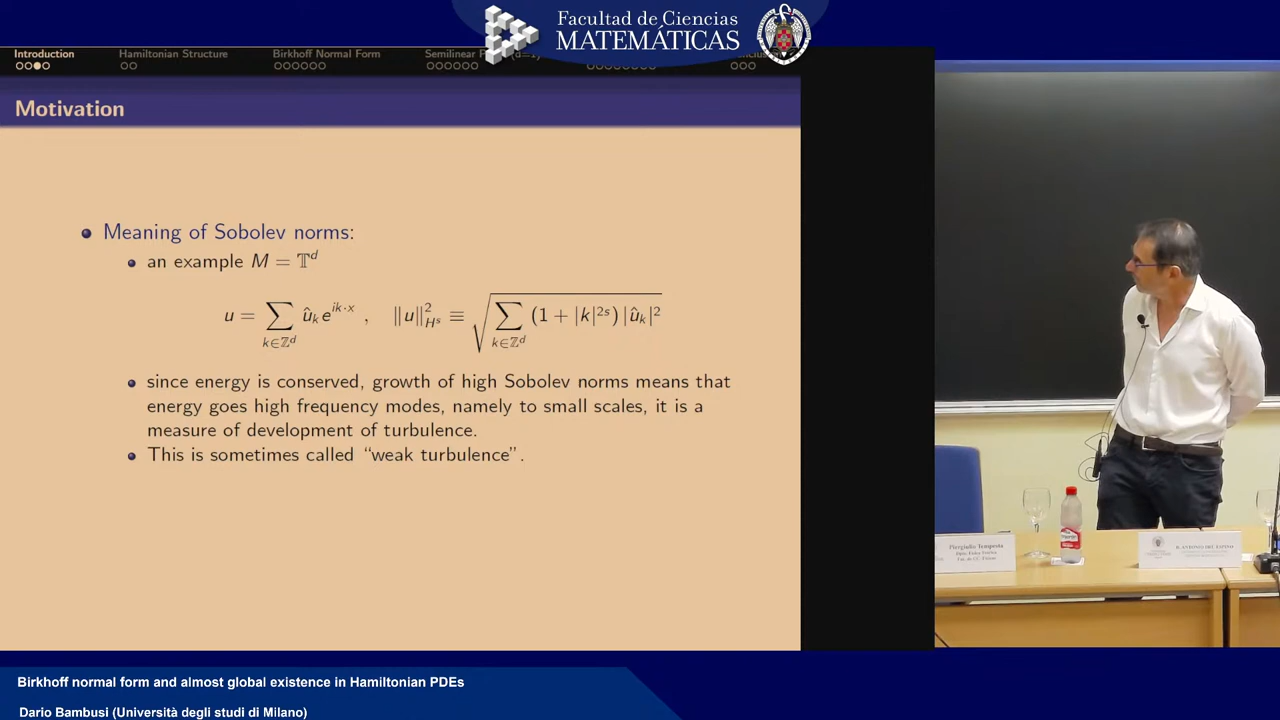 Facultad de Ciencias
MATEMÁTICAS
Introduction
Hamiltonian Structure
Birkhoff Normal Form
Motivation
Meaning of Sobolev norms:
an example M = 𝕋^d
u = ∑_{k∈ℤ^d} û_k e^{ik·x} , ‖u‖²_{H^s} ≡ √(∑_{k∈ℤ^d} (1 + |k|^{2s}) |û_k|²)
since energy is conserved, growth of high Sobolev norms means that
energy goes high frequency modes, namely to small scales, it is a
measure of development of turbulence.
This is sometimes called “weak turbulence”.
Piergiulio Tempesta
Birkhoff normal form and almost global existence in Hamiltonian PDEs
Dario Bambusi (Università degli studi di Milano)